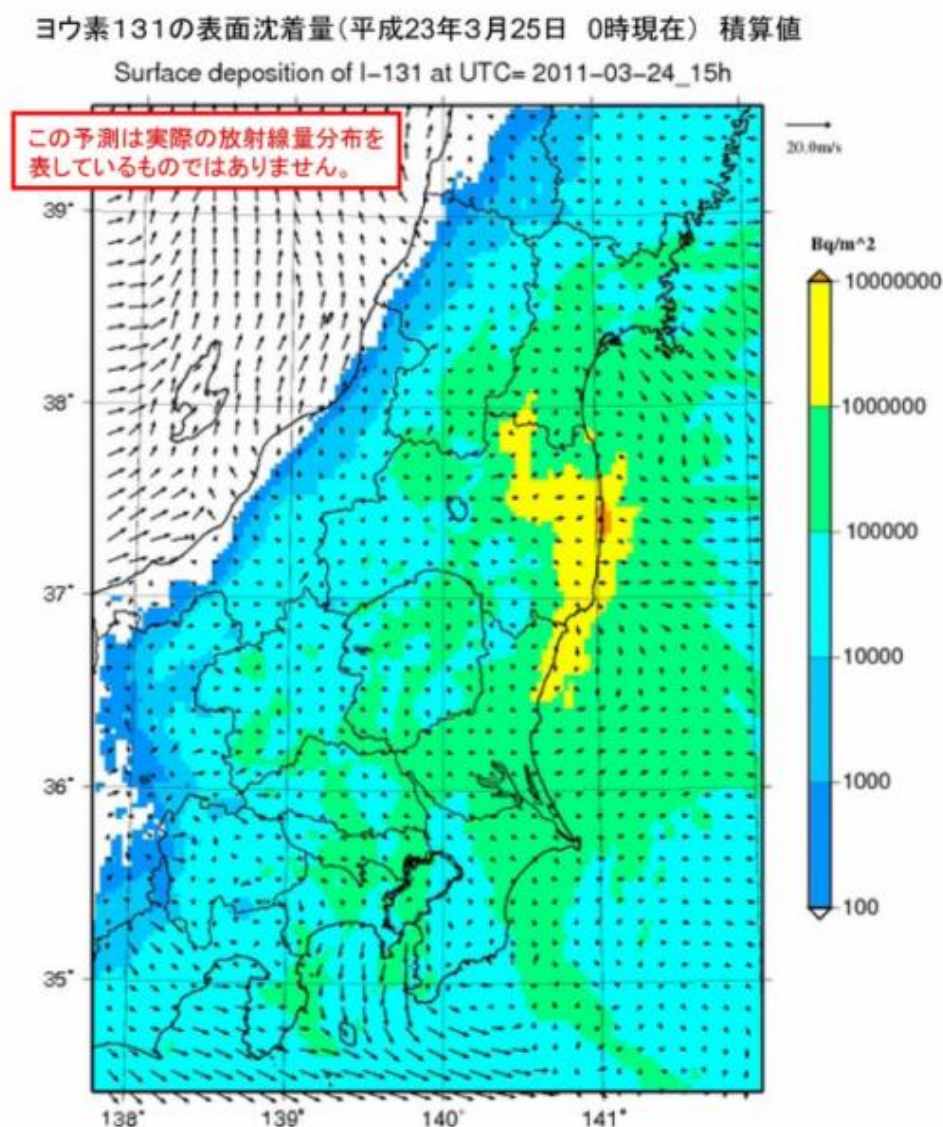 ヨウ素131の表面沈着量(平成23年3月25日 0時現在) 積算値
Surface deposition of I-131 at UTC= 2011-03-24_15h
この予測は実際の放射線量分布を
表しているものではありません。
20.0m/s
Bq/m^2
10000000
1000000
100000
10000
1000
100
39°
38°
37°
36°
35°
138°
139°
140°
141°